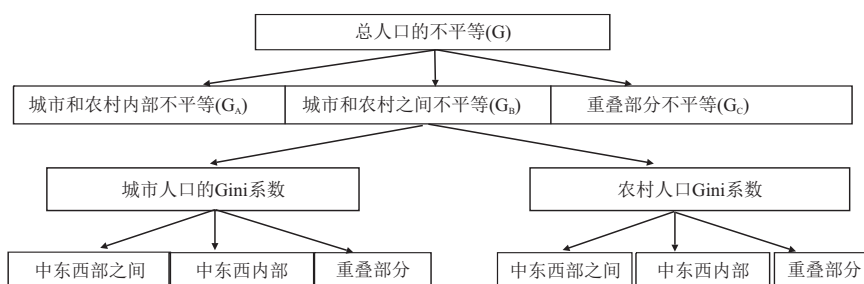 总人口的不平等(G)
城市和农村内部不平等(G_A) 城市和农村之间不平等(G_B) 重叠部分不平等(G_C)
城市人口的Gini系数 农村人口Gini系数
中东西部之间 中东西内部 重叠部分 中东西部之间 中东西内部 重叠部分